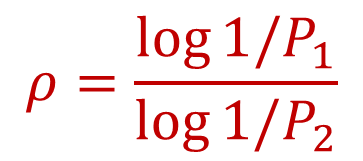 ρ = log 1/P₁ / log 1/P₂